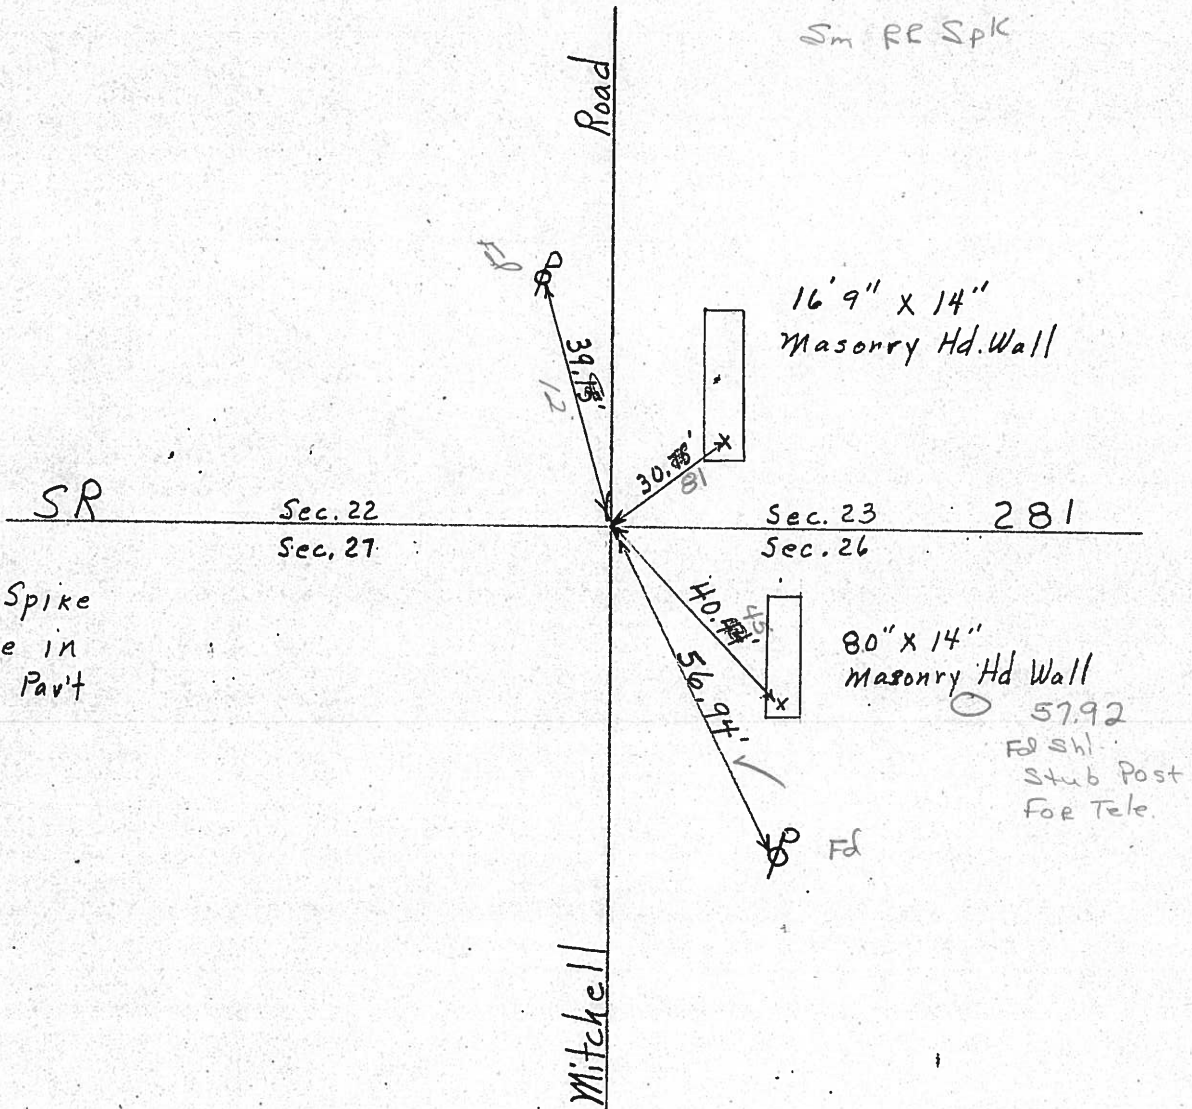 Sm RR Spk
Road
Fd
16' 9" x 14"
Masonry Hd. Wall
39.
12
30.
81
SR
Sec. 22
Sec. 23
281
Sec. 27
Sec. 26
Spike
e in
Pav't
40.
45
80" x 14"
Masonry Hd Wall
56.94'
57.92
Fd Shl
Stub Post
For Tele.
Fd
Mitchell